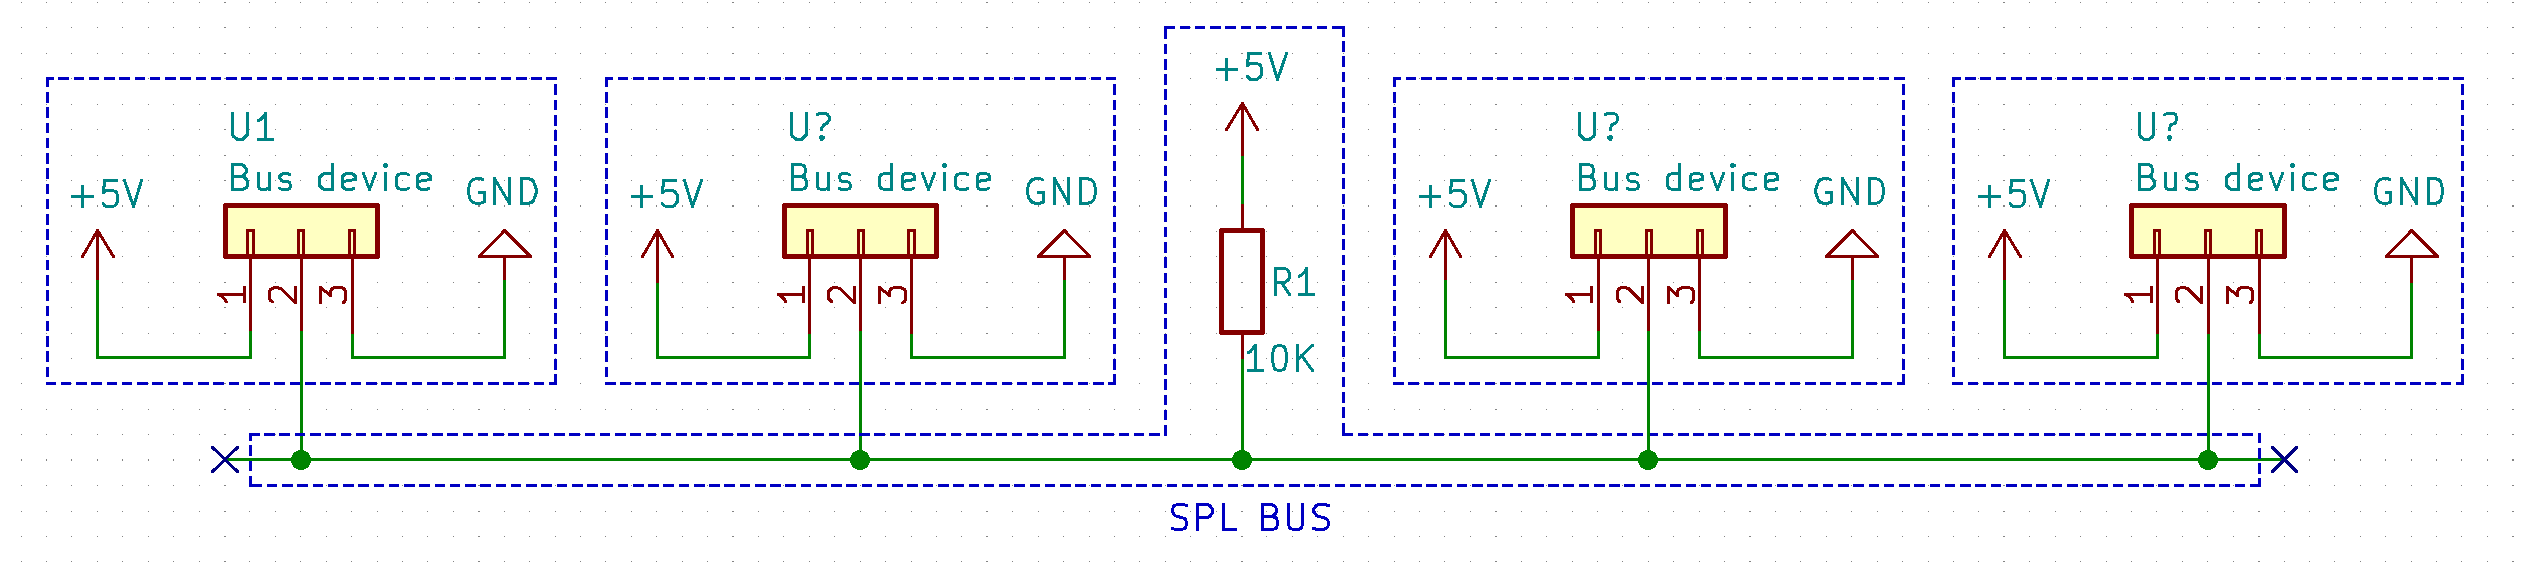 +5V
U1
Bus device
+5V
GND
1
2
3
U?
Bus device
+5V
GND
1
2
3
R1
10K
U?
Bus device
+5V
GND
1
2
3
U?
Bus device
+5V
GND
1
2
3
SPL BUS